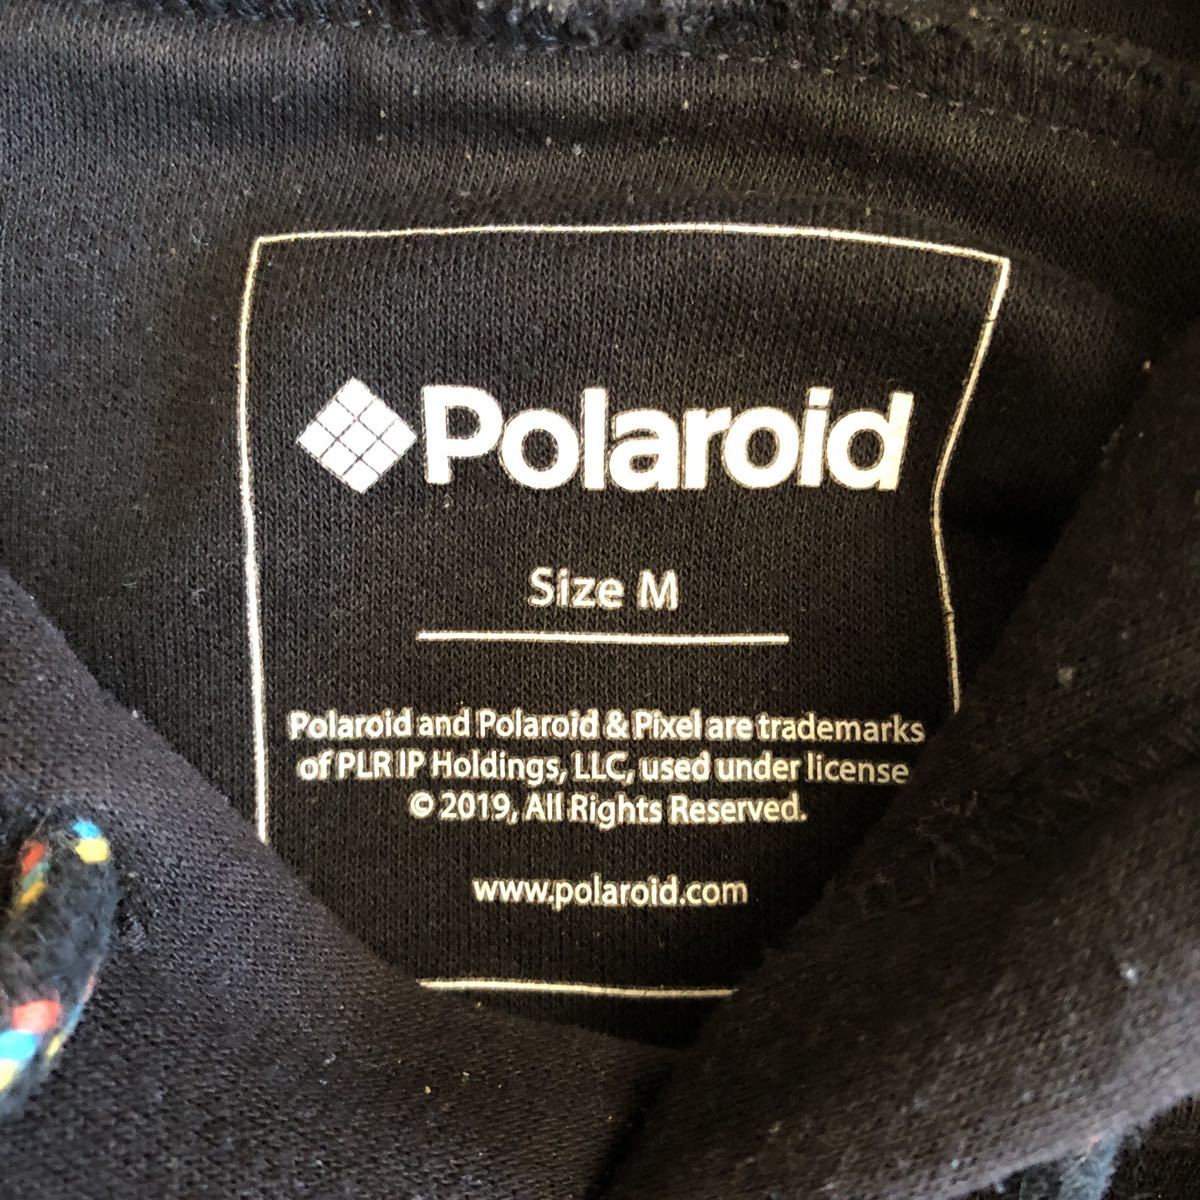 Polaroid
Size M
Polaroid and Polaroid & Pixel are trademarks
of PLR IP Holdings, LLC, used under license
© 2019, All Rights Reserved.
www.polaroid.com